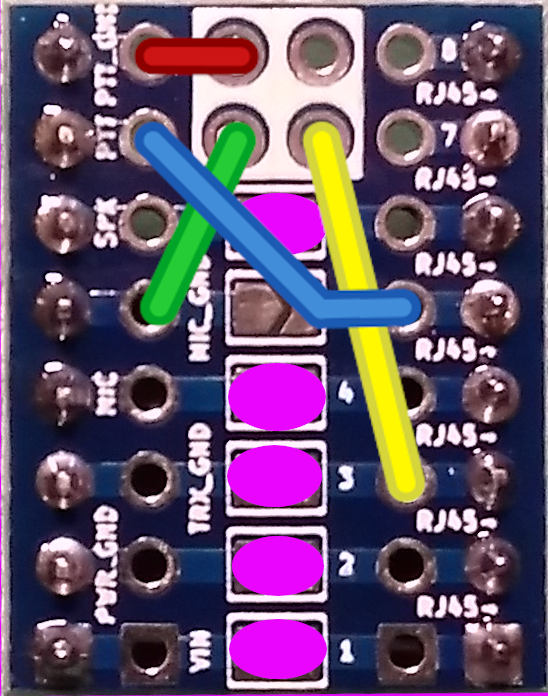 PTT_GND
8
RJ45-
PTT
7
RJ45-
SPK
RJ45-
MIC_GND
RJ45-
MIC
4
RJ45-
TRX_GND
3
RJ45-
PWR_GND
2
RJ45-
VIN
1